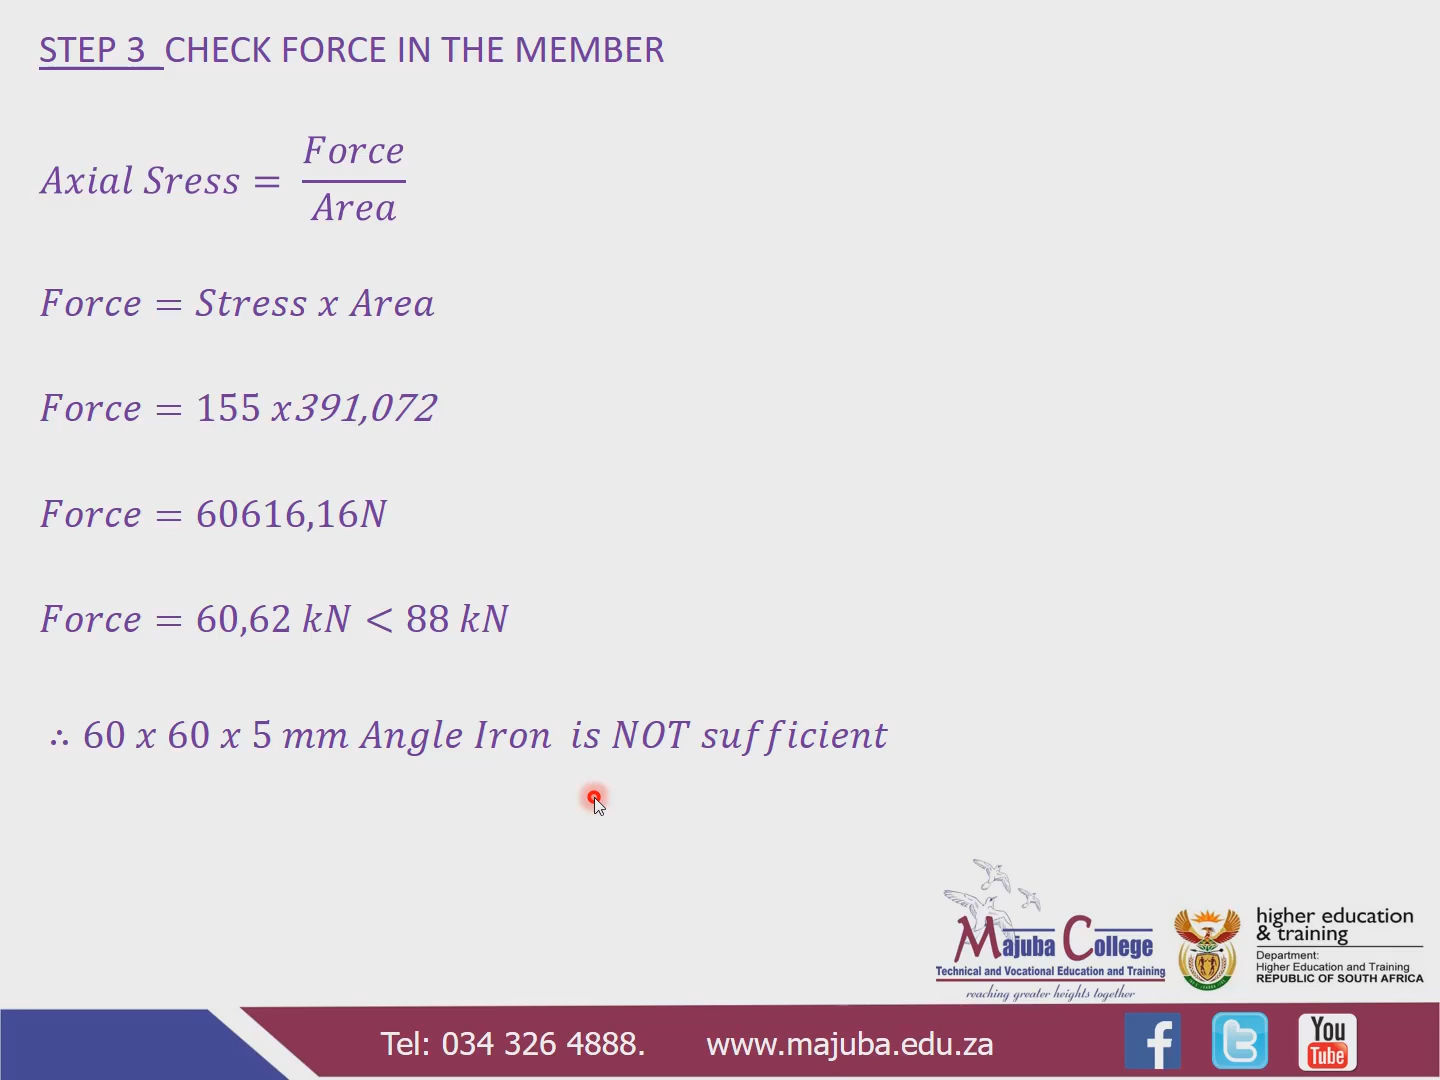 STEP 3 CHECK FORCE IN THE MEMBER
Axial Sress = Force / Area
Force = Stress x Area
Force = 155 x391,072
Force = 60616,16N
Force = 60,62 kN < 88 kN
∴ 60 x 60 x 5 mm Angle Iron is NOT sufficient
Majuba College
Technical and Vocational Education and Training
reaching greater heights together
higher education
& training
Department:
Higher Education and Training
REPUBLIC OF SOUTH AFRICA
Tel: 034 326 4888. www.majuba.edu.za
f
t
You
Tube